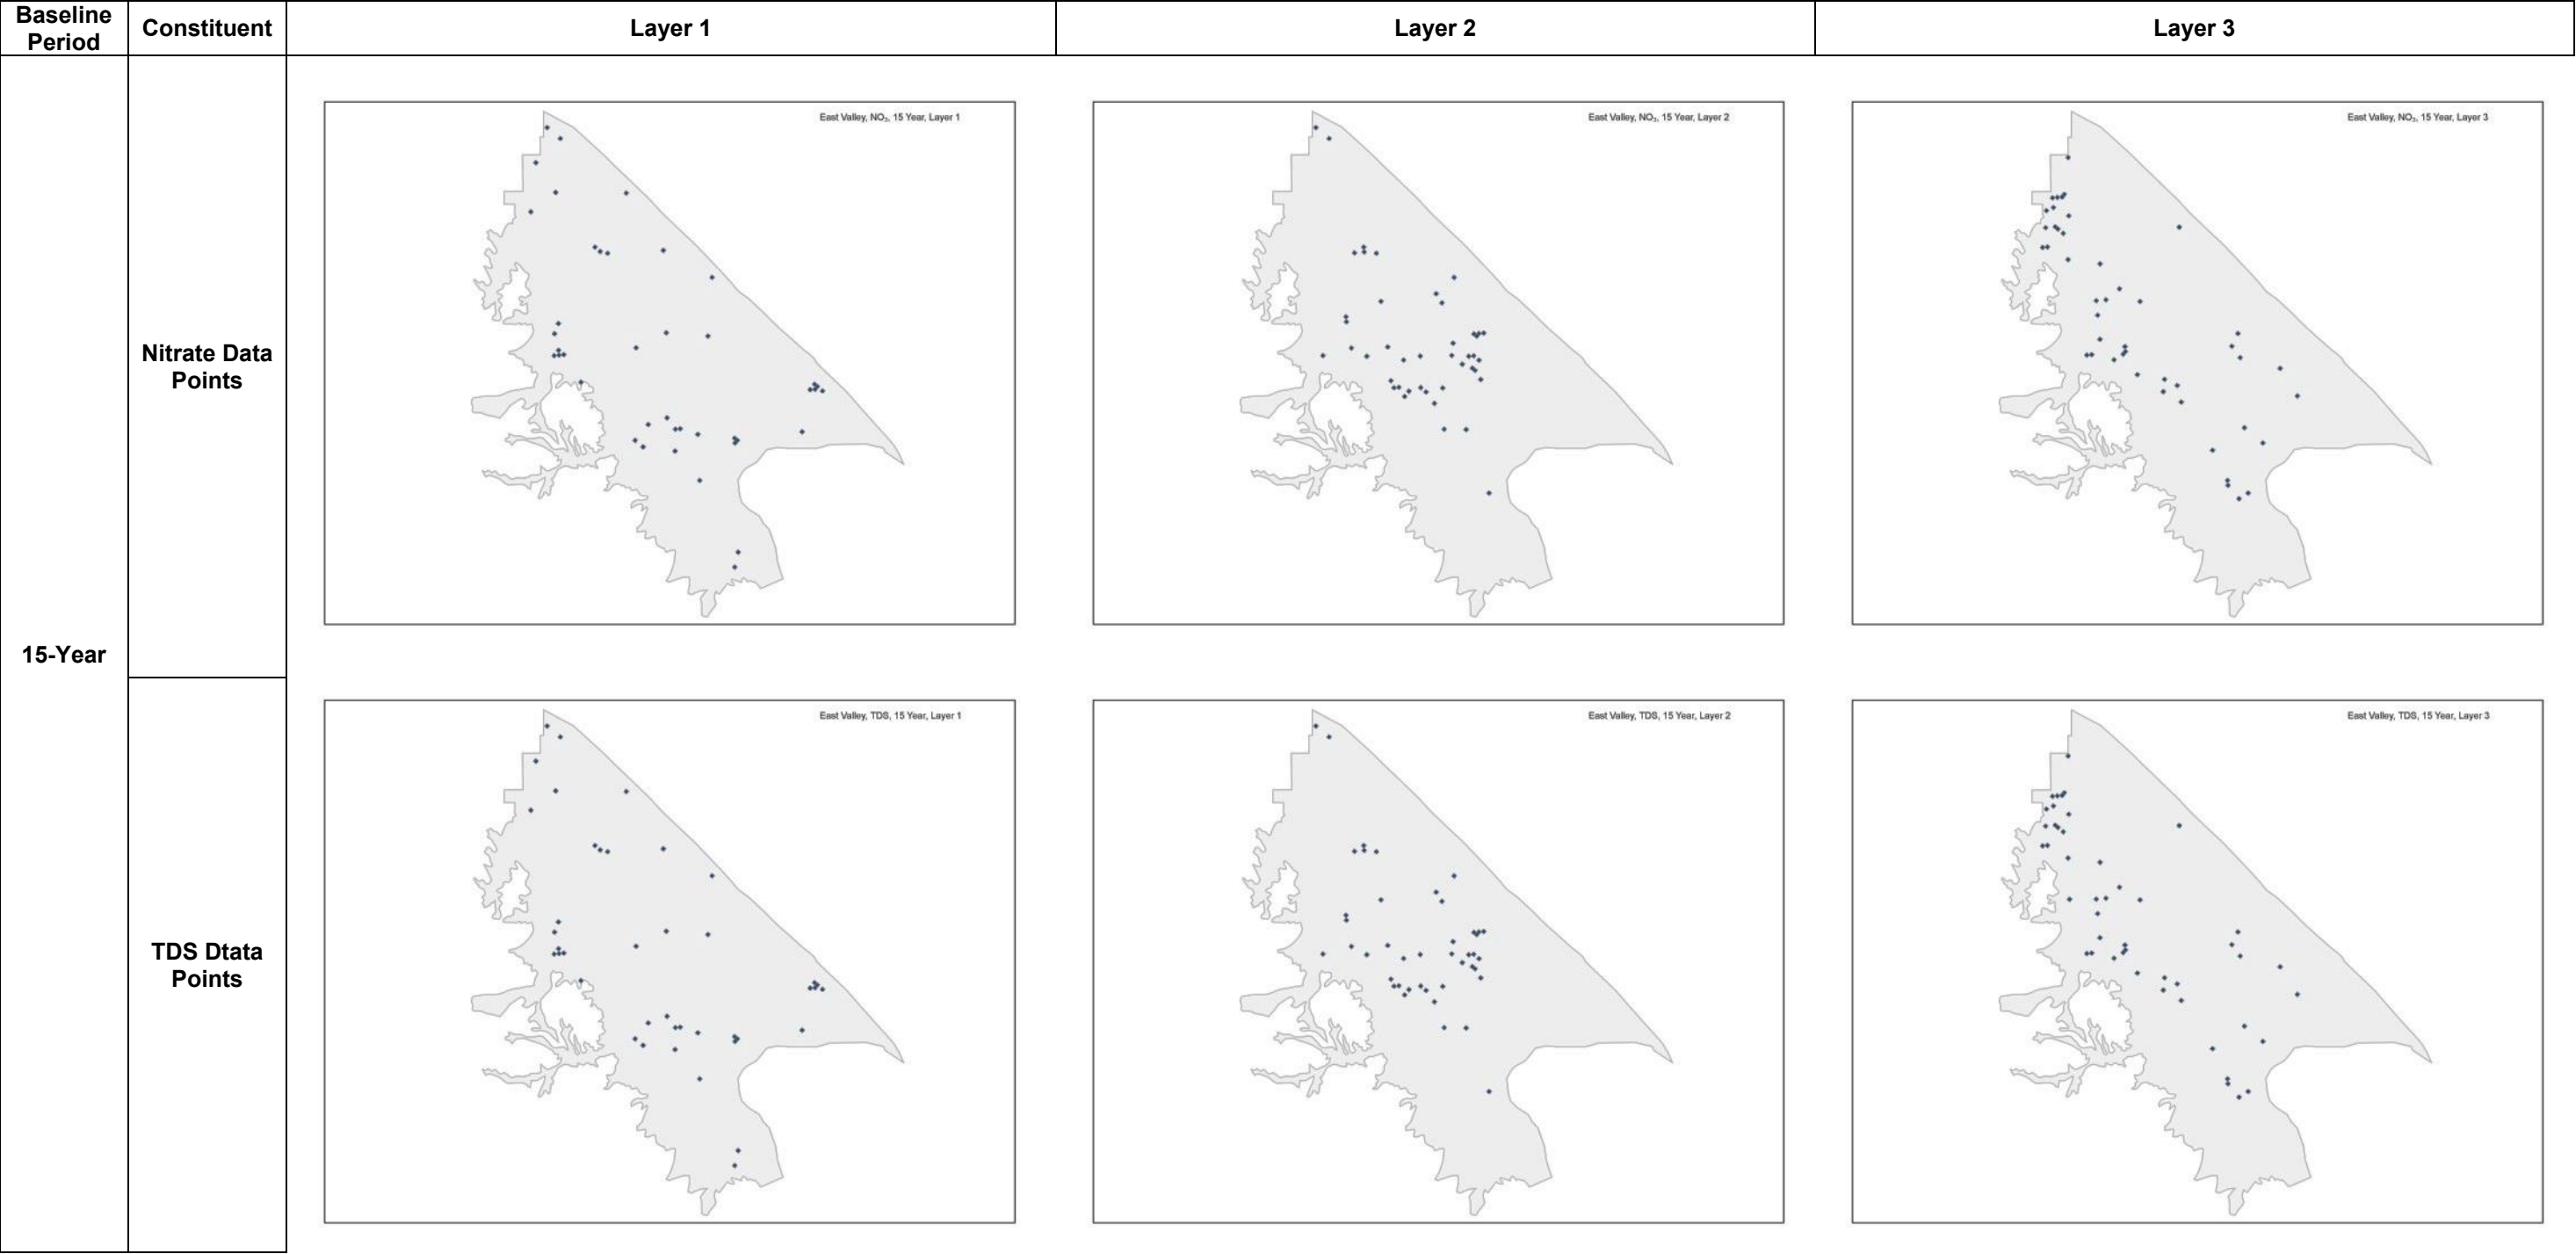 Baseline
Period
Constituent
Layer 1
Layer 2
Layer 3
15-Year
Nitrate Data
Points
East Valley, NO₃, 15 Year, Layer 1
East Valley, NO₃, 15 Year, Layer 2
East Valley, NO₃, 15 Year, Layer 3
TDS Dtata
Points
East Valley, TDS, 15 Year, Layer 1
East Valley, TDS, 15 Year, Layer 2
East Valley, TDS, 15 Year, Layer 3